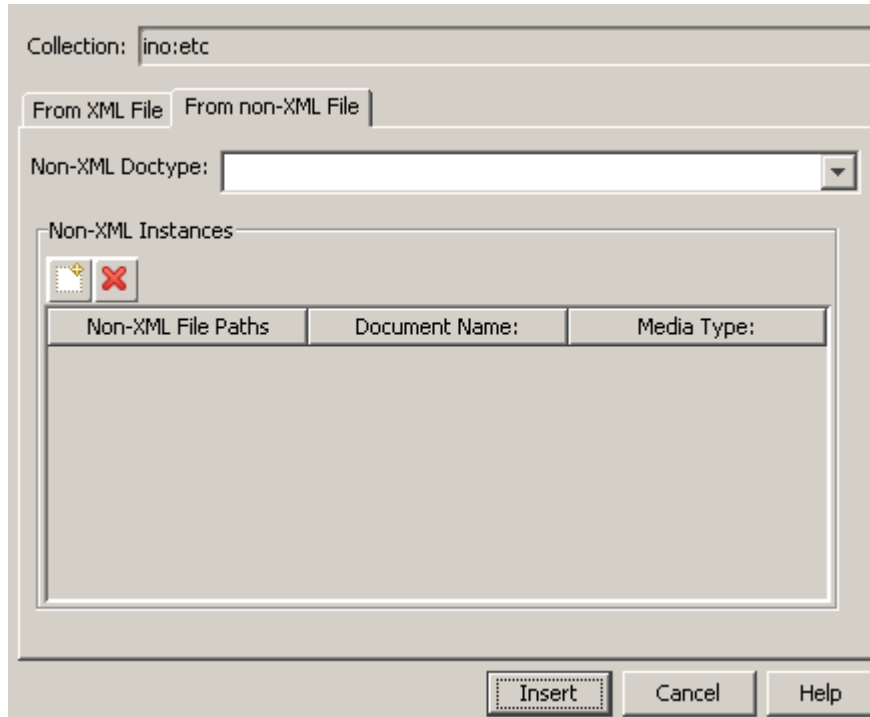 Collection: ino:etc
From XML File From non-XML File
Non-XML Doctype:
Non-XML Instances
Non-XML File Paths Document Name: Media Type:
Insert Cancel Help